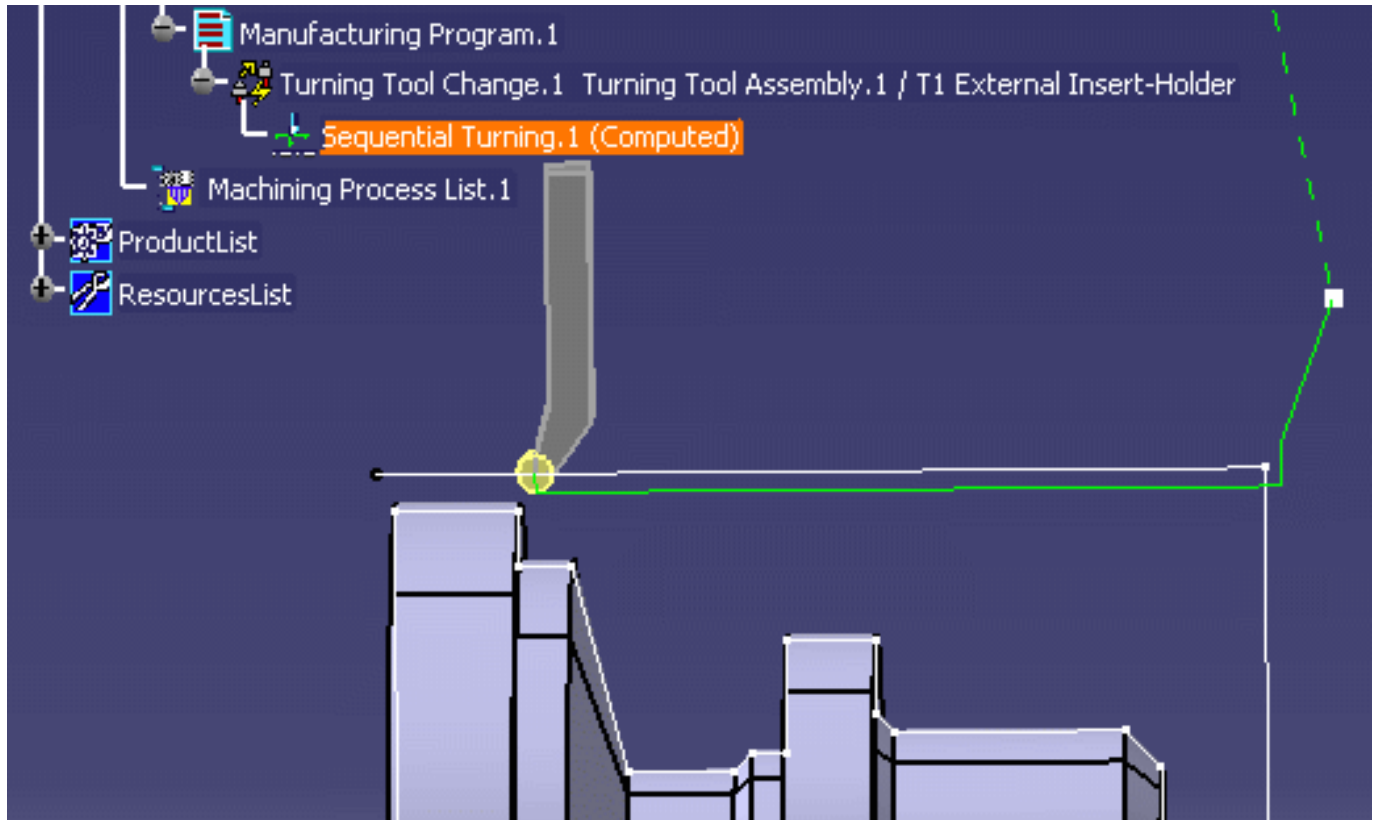 Manufacturing Program.1
Turning Tool Change.1 Turning Tool Assembly.1 / T1 External Insert-Holder
Sequential Turning.1 (Computed)
Machining Process List.1
ProductList
ResourcesList